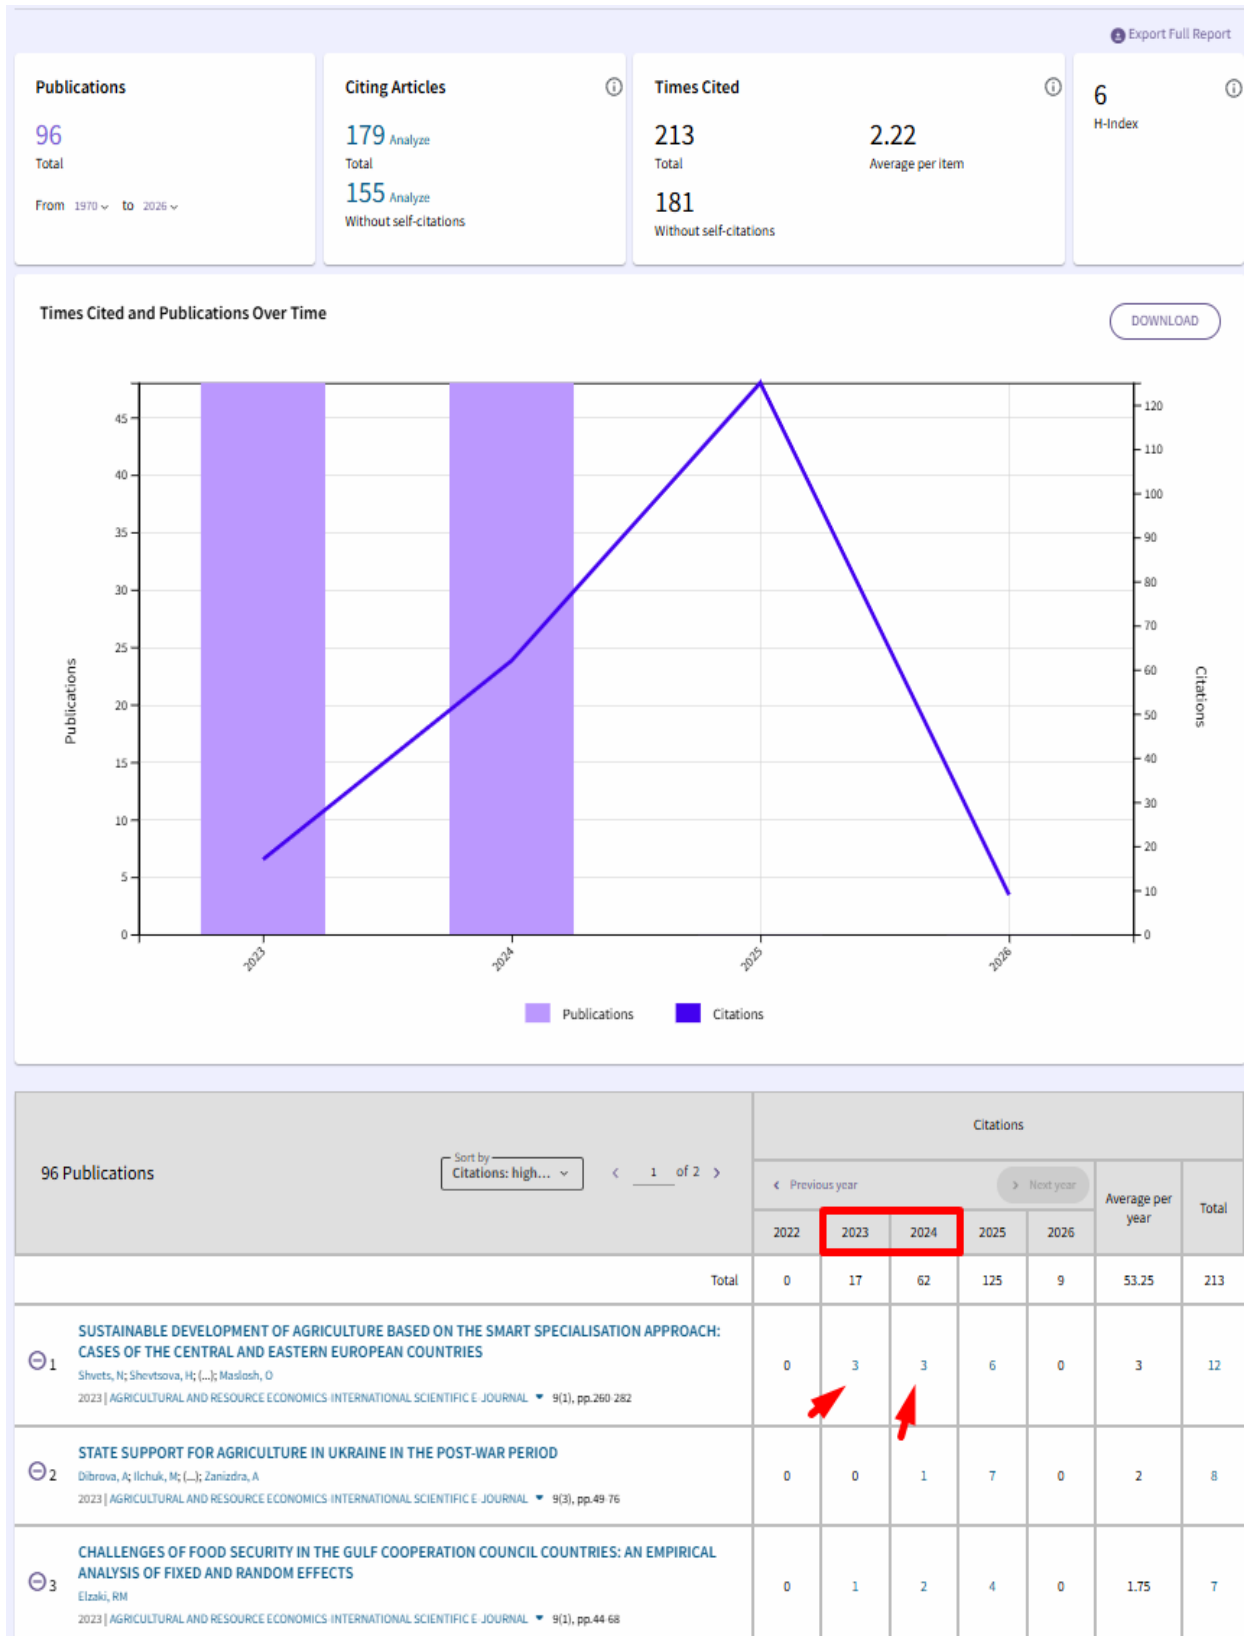 Export Full Report
Publications
96
Total
From 1970 to 2026
Citing Articles
179 Analyze
Total
155 Analyze
Without self-citations
Times Cited
213
Total
181
Without self-citations
2.22
Average per item
6
H-Index
Times Cited and Publications Over Time
DOWNLOAD
45
40
35
30
25
20
15
10
5
0
Publications
120
110
100
90
80
70
60
50
40
30
20
10
0
Citations
2023
2024
2025
2026
Publications
Citations
96 Publications
Sort by
Citations: high...
< 1 of 2 >
Citations
< Previous year
> Next year
Average per
year
Total
2022 2023 2024 2025 2026
Total 0 17 62 125 9 53.25 213
1
SUSTAINABLE DEVELOPMENT OF AGRICULTURE BASED ON THE SMART SPECIALISATION APPROACH:
CASES OF THE CENTRAL AND EASTERN EUROPEAN COUNTRIES
Shvets, N; Shevtsova, H; (...); Maslosh, O
2023 | AGRICULTURAL AND RESOURCE ECONOMICS-INTERNATIONAL SCIENTIFIC E-JOURNAL 9(1), pp.260-282
0 3 3 6 0 3 12
2
STATE SUPPORT FOR AGRICULTURE IN UKRAINE IN THE POST-WAR PERIOD
Dibrova, A; Ilchuk, M; (...); Zanizdra, A
2023 | AGRICULTURAL AND RESOURCE ECONOMICS-INTERNATIONAL SCIENTIFIC E-JOURNAL 9(3), pp.49-76
0 0 1 7 0 2 8
3
CHALLENGES OF FOOD SECURITY IN THE GULF COOPERATION COUNCIL COUNTRIES: AN EMPIRICAL
ANALYSIS OF FIXED AND RANDOM EFFECTS
Elzaki, RM
2023 | AGRICULTURAL AND RESOURCE ECONOMICS-INTERNATIONAL SCIENTIFIC E-JOURNAL 9(1), pp.44-68
0 1 2 4 0 1.75 7